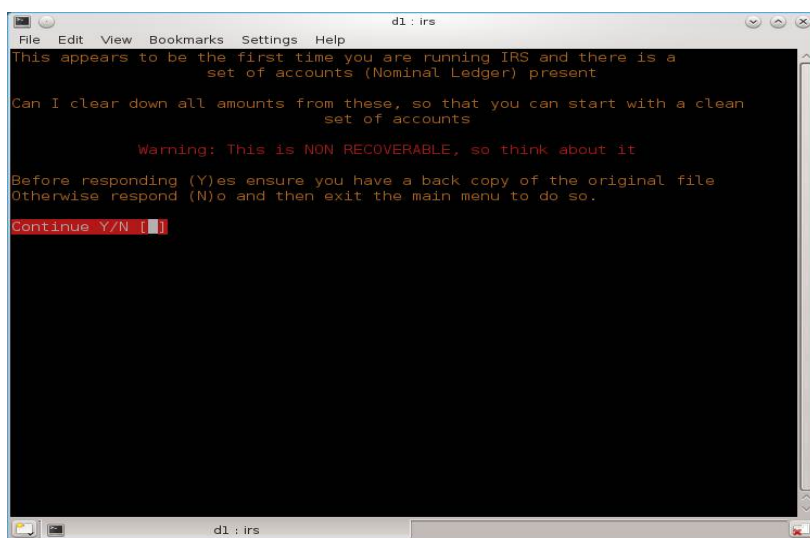 d1 : irs
File Edit View Bookmarks Settings Help
This appears to be the first time you are running IRS and there is a
set of accounts (Nominal Ledger) present
Can I clear down all amounts from these, so that you can start with a clean
set of accounts
Warning: This is NON RECOVERABLE, so think about it
Before responding (Y)es ensure you have a back copy of the original file
Otherwise respond (N)o and then exit the main menu to do so.
Continue Y/N [ ]
d1 : irs